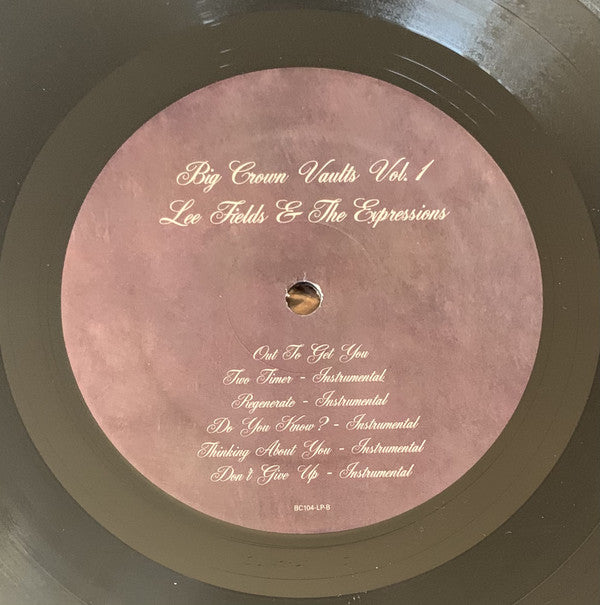 Big Crown Vaults Vol. 1
Lee Fields & The Expressions
Out To Get You
Two Timer - Instrumental
Regenerate - Instrumental
Do You Know? - Instrumental
Thinking About You - Instrumental
Don't Give Up - Instrumental
BC104-LP-B